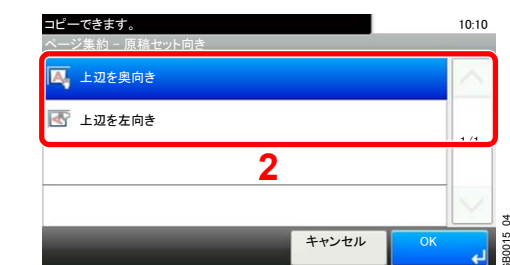 コピーできます。 10:10
ページ集約 - 原稿セット向き
上辺を奥向き
上辺を左向き
1/1
2
キャンセル OK
GB0015_04